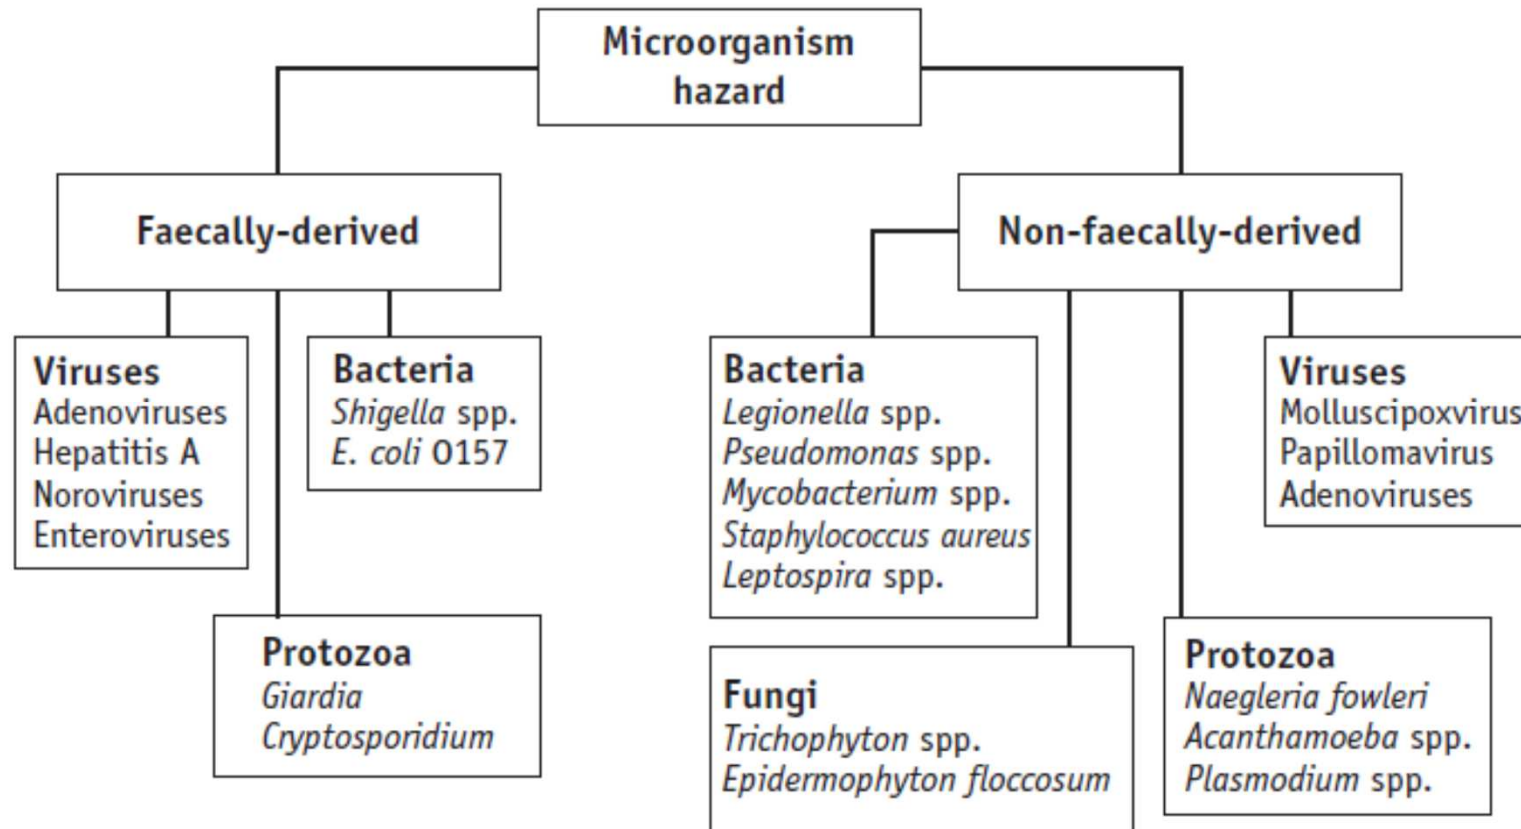 Microorganism
hazard
Faecally-derived
Non-faecally-derived
Viruses
Adenoviruses
Hepatitis A
Noroviruses
Enteroviruses
Bacteria
Shigella spp.
E. coli O157
Protozoa
Giardia
Cryptosporidium
Bacteria
Legionella spp.
Pseudomonas spp.
Mycobacterium spp.
Staphylococcus aureus
Leptospira spp.
Fungi
Trichophyton spp.
Epidermophyton floccosum
Protozoa
Naegleria fowleri
Acanthamoeba spp.
Plasmodium spp.
Viruses
Molluscipoxvirus
Papillomavirus
Adenoviruses